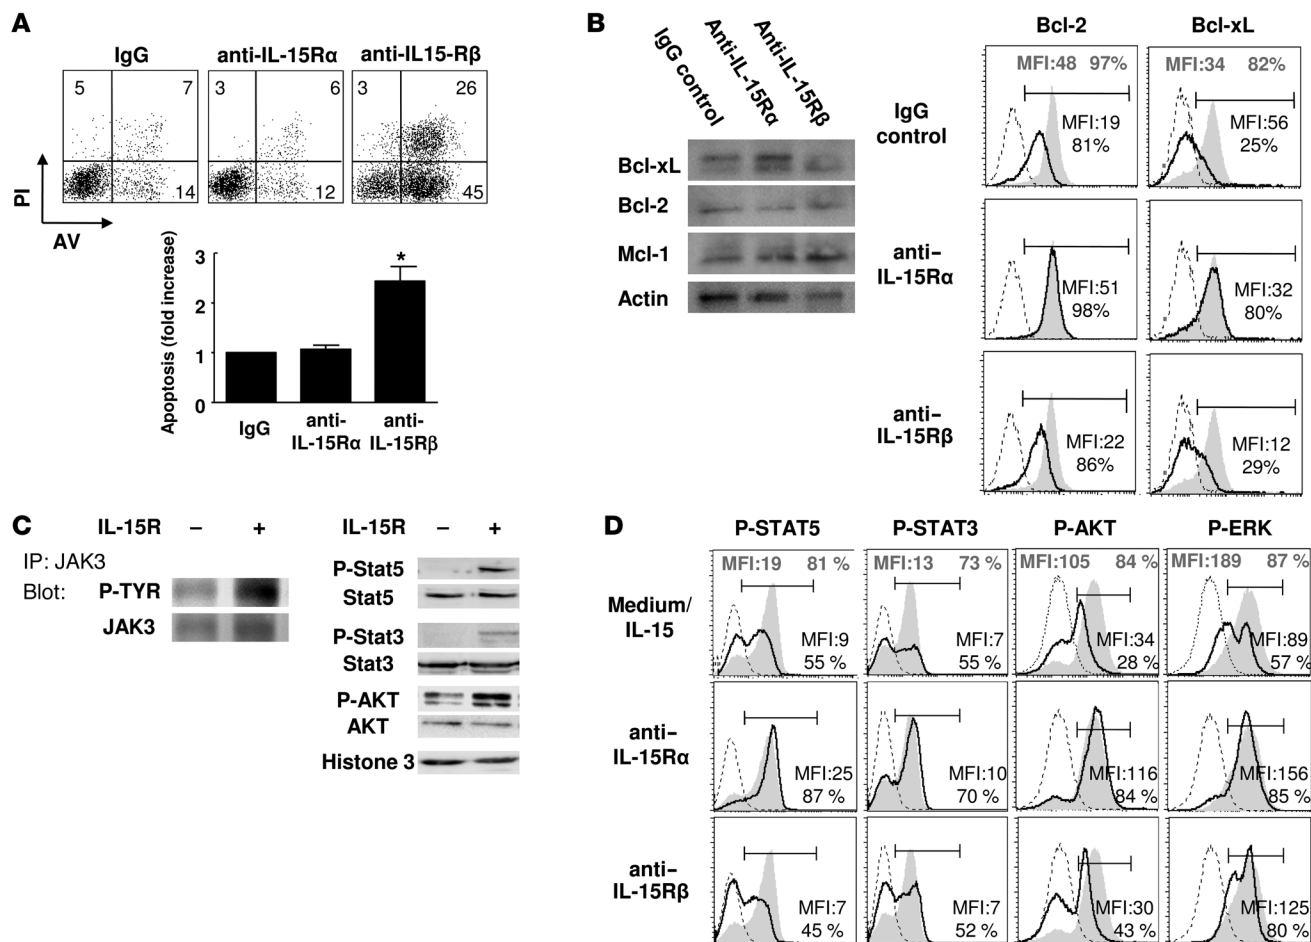 A
IgG
anti-IL-15Rα
anti-IL15-Rβ
5 7
3 6
3 26
14
12
45
PI
AV
Apoptosis (fold increase)
3
2
1
0
*
IgG
anti-
IL-15Rα
anti-
IL-15Rβ
B
IgG control
Anti-IL-15Rα
Anti-IL-15Rβ
Bcl-xL
Bcl-2
Mcl-1
Actin
Bcl-2
Bcl-xL
IgG
control
MFI:48 97%
MFI:19
81%
MFI:34 82%
MFI:56
25%
anti–
IL-15Rα
MFI:51
98%
MFI:32
80%
anti–
IL-15Rβ
MFI:22
86%
MFI:12
29%
C
IL-15R – +
IP: JAK3
Blot: P-TYR
JAK3
IL-15R – +
P-Stat5
Stat5
P-Stat3
Stat3
P-AKT
AKT
Histone 3
D
P-STAT5
P-STAT3
P-AKT
P-ERK
Medium/
IL-15
MFI:19 81 %
MFI:9
55 %
MFI:13 73 %
MFI:7
55 %
MFI:105 84 %
MFI:34
28 %
MFI:189 87 %
MFI:89
57 %
anti–
IL-15Rα
MFI:25
87 %
MFI:10
70 %
MFI:116
84 %
MFI:156
85 %
anti–
IL-15Rβ
MFI:7
45 %
MFI:7
52 %
MFI:30
43 %
MFI:125
80 %